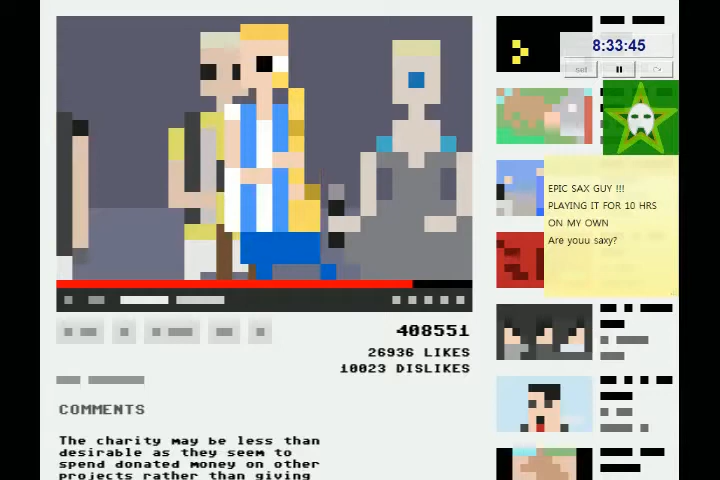 8:33:45
set
EPIC SAX GUY !!!
PLAYING IT FOR 10 HRS
ON MY OWN
Are youu saxy?
408551
26936 LIKES
10023 DISLIKES
COMMENTS
The charity may be less than
desirable as they seem to
spend donated money on other
projects rather than giving